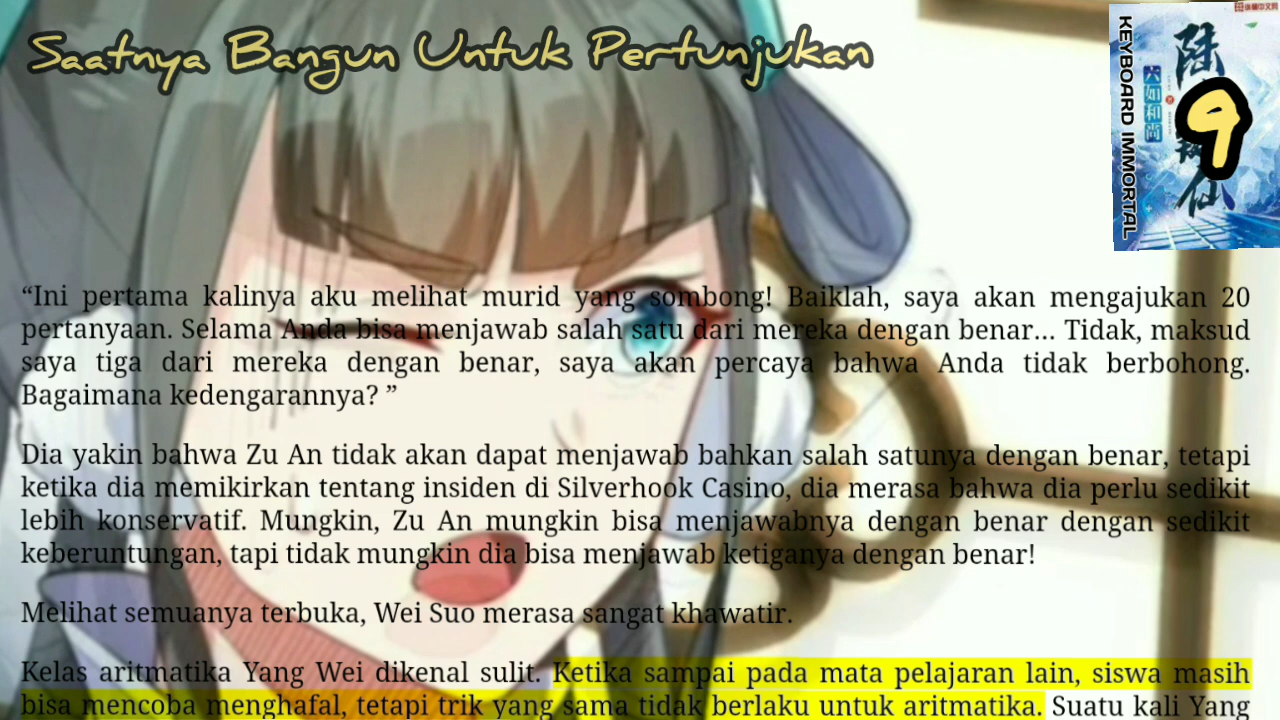 Saatnya Bangun Untuk Pertunjukan
KEYBOARD IMMORTAL
陆
仙
六如和尚
9
“Ini pertama kalinya aku melihat murid yang sombong! Baiklah, saya akan mengajukan 20
pertanyaan. Selama Anda bisa menjawab salah satu dari mereka dengan benar... Tidak, maksud
saya tiga dari mereka dengan benar, saya akan percaya bahwa Anda tidak berbohong.
Bagaimana kedengarannya? ”
Dia yakin bahwa Zu An tidak akan dapat menjawab bahkan salah satunya dengan benar, tetapi
ketika dia memikirkan tentang insiden di Silverhook Casino, dia merasa bahwa dia perlu sedikit
lebih konservatif. Mungkin, Zu An mungkin bisa menjawabnya dengan benar dengan sedikit
keberuntungan, tapi tidak mungkin dia bisa menjawab ketiganya dengan benar!
Melihat semuanya terbuka, Wei Suo merasa sangat khawatir.
Kelas aritmatika Yang Wei dikenal sulit. Ketika sampai pada mata pelajaran lain, siswa masih
bisa mencoba menghafal, tetapi trik yang sama tidak berlaku untuk aritmatika. Suatu kali Yang